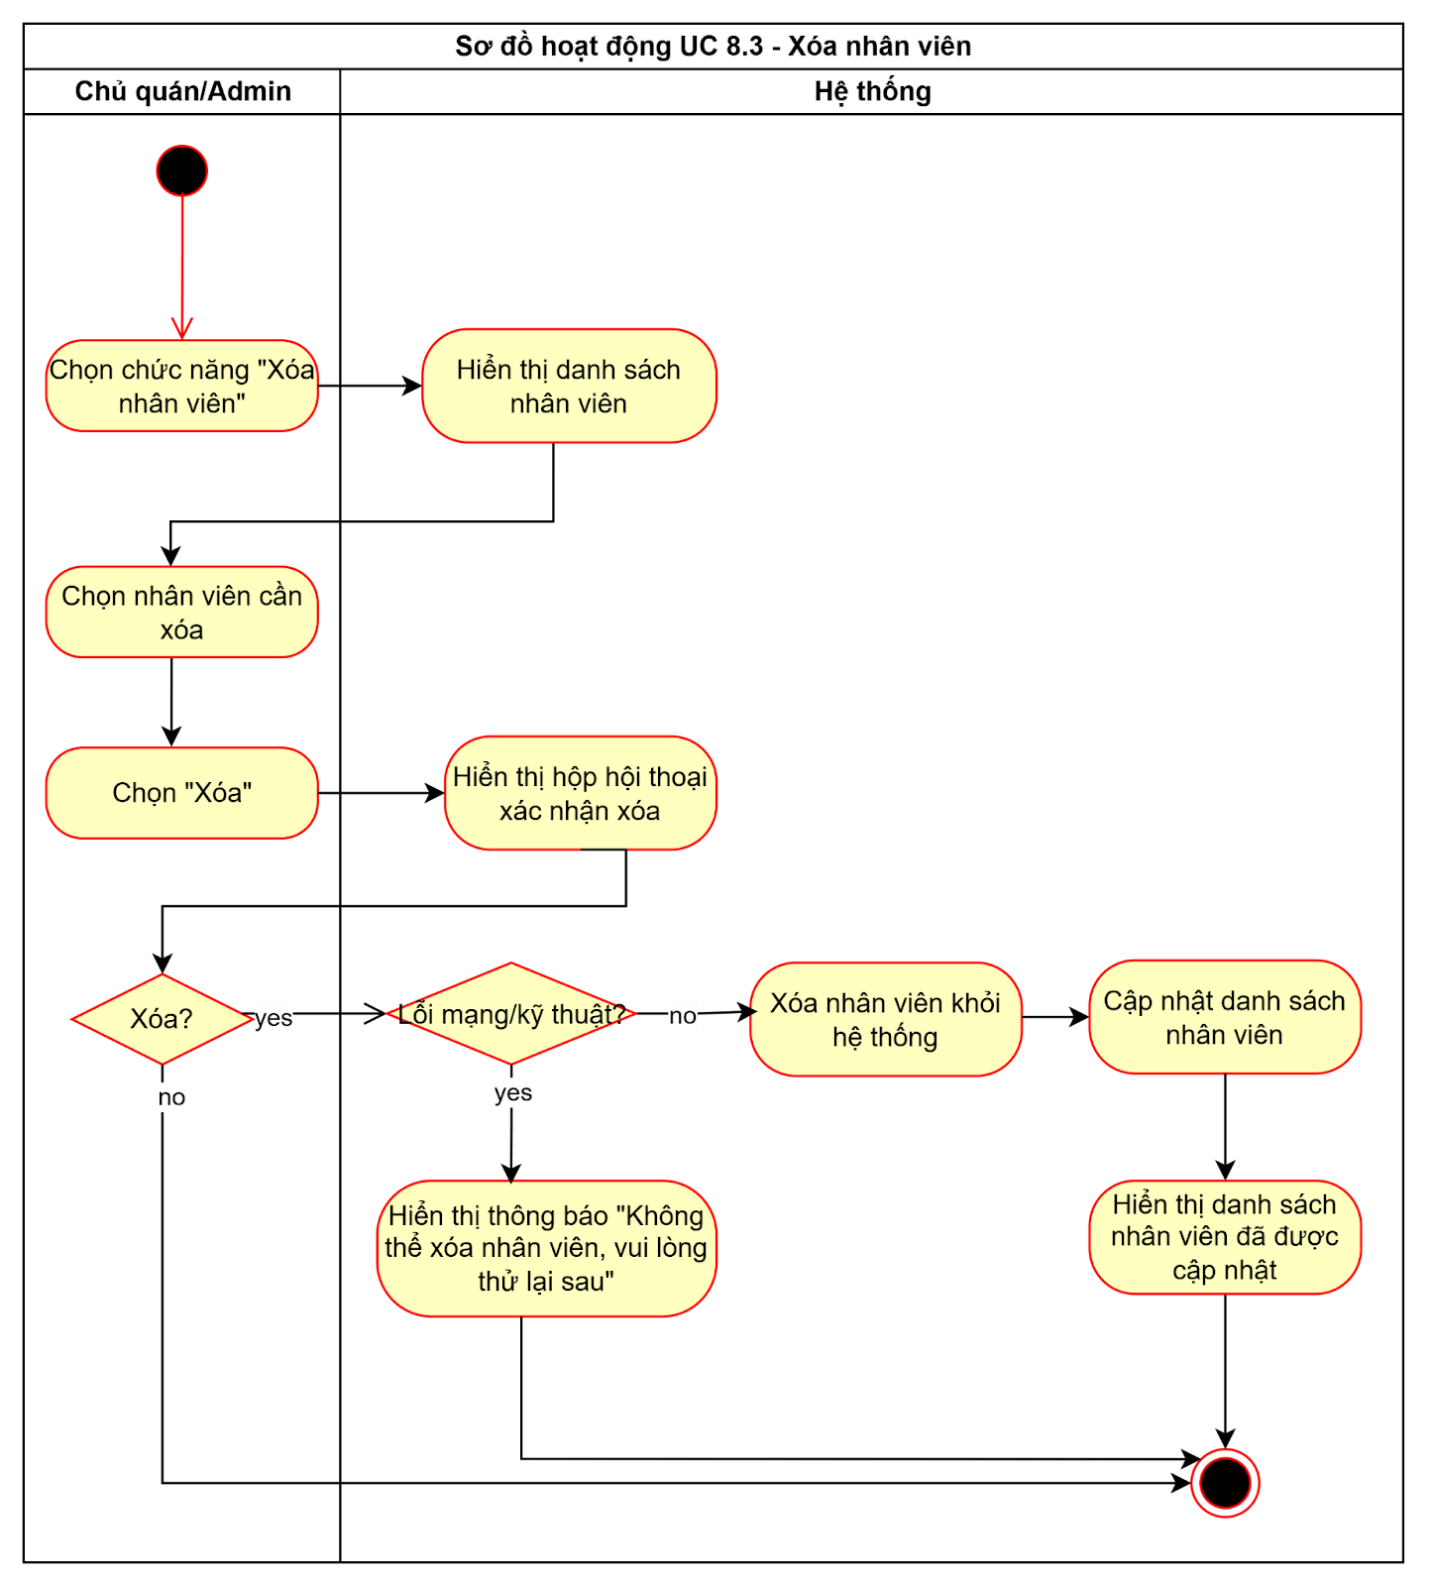 Sơ đồ hoạt động UC 8.3 - Xóa nhân viên
Chủ quán/Admin
Hệ thống
Chọn chức năng "Xóa
nhân viên"
Hiển thị danh sách
nhân viên
Chọn nhân viên cần
xóa
Chọn "Xóa"
Hiển thị hộp hội thoại
xác nhận xóa
Xóa?
yes
Lỗi mạng/kỹ thuật?
no
Xóa nhân viên khỏi
hệ thống
Cập nhật danh sách
nhân viên
no
yes
Hiển thị thông báo "Không
thể xóa nhân viên, vui lòng
thử lại sau"
Hiển thị danh sách
nhân viên đã được
cập nhật